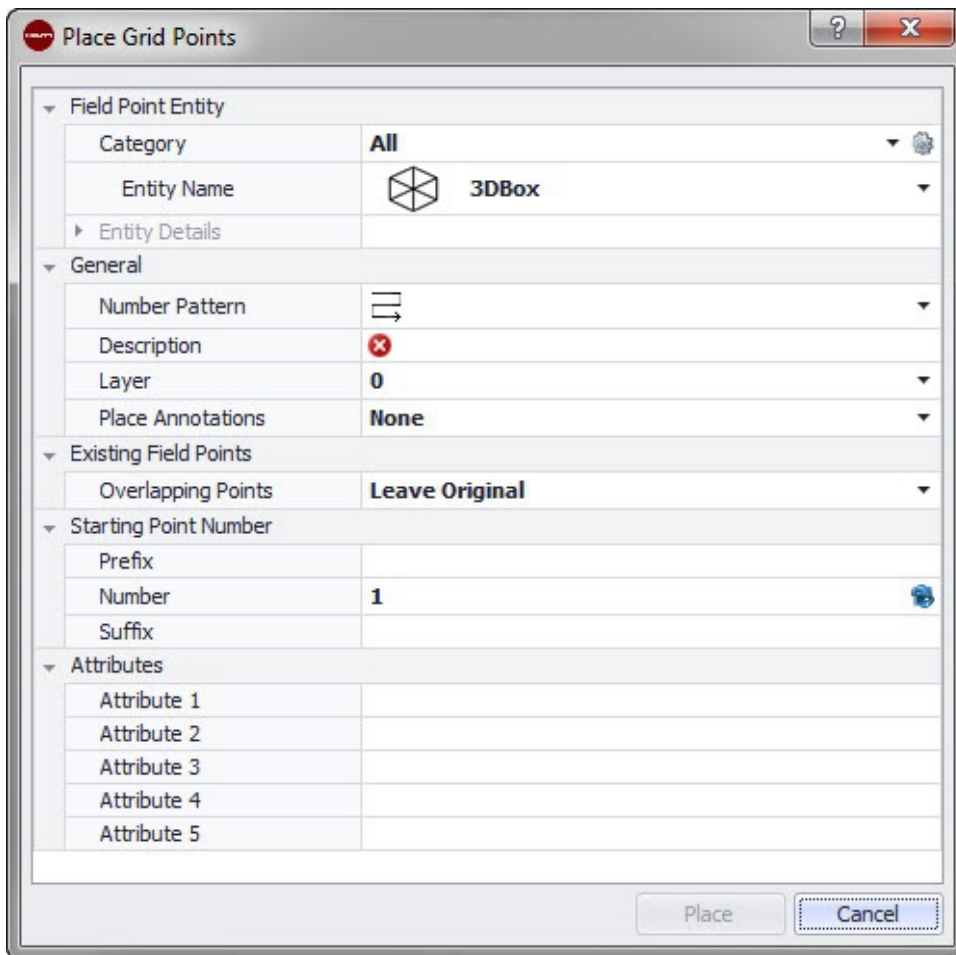 Place Grid Points
Field Point Entity
Category All
Entity Name 3DBox
Entity Details
General
Number Pattern
Description
Layer 0
Place Annotations None
Existing Field Points
Overlapping Points Leave Original
Starting Point Number
Prefix
Number 1
Suffix
Attributes
Attribute 1
Attribute 2
Attribute 3
Attribute 4
Attribute 5
Place Cancel